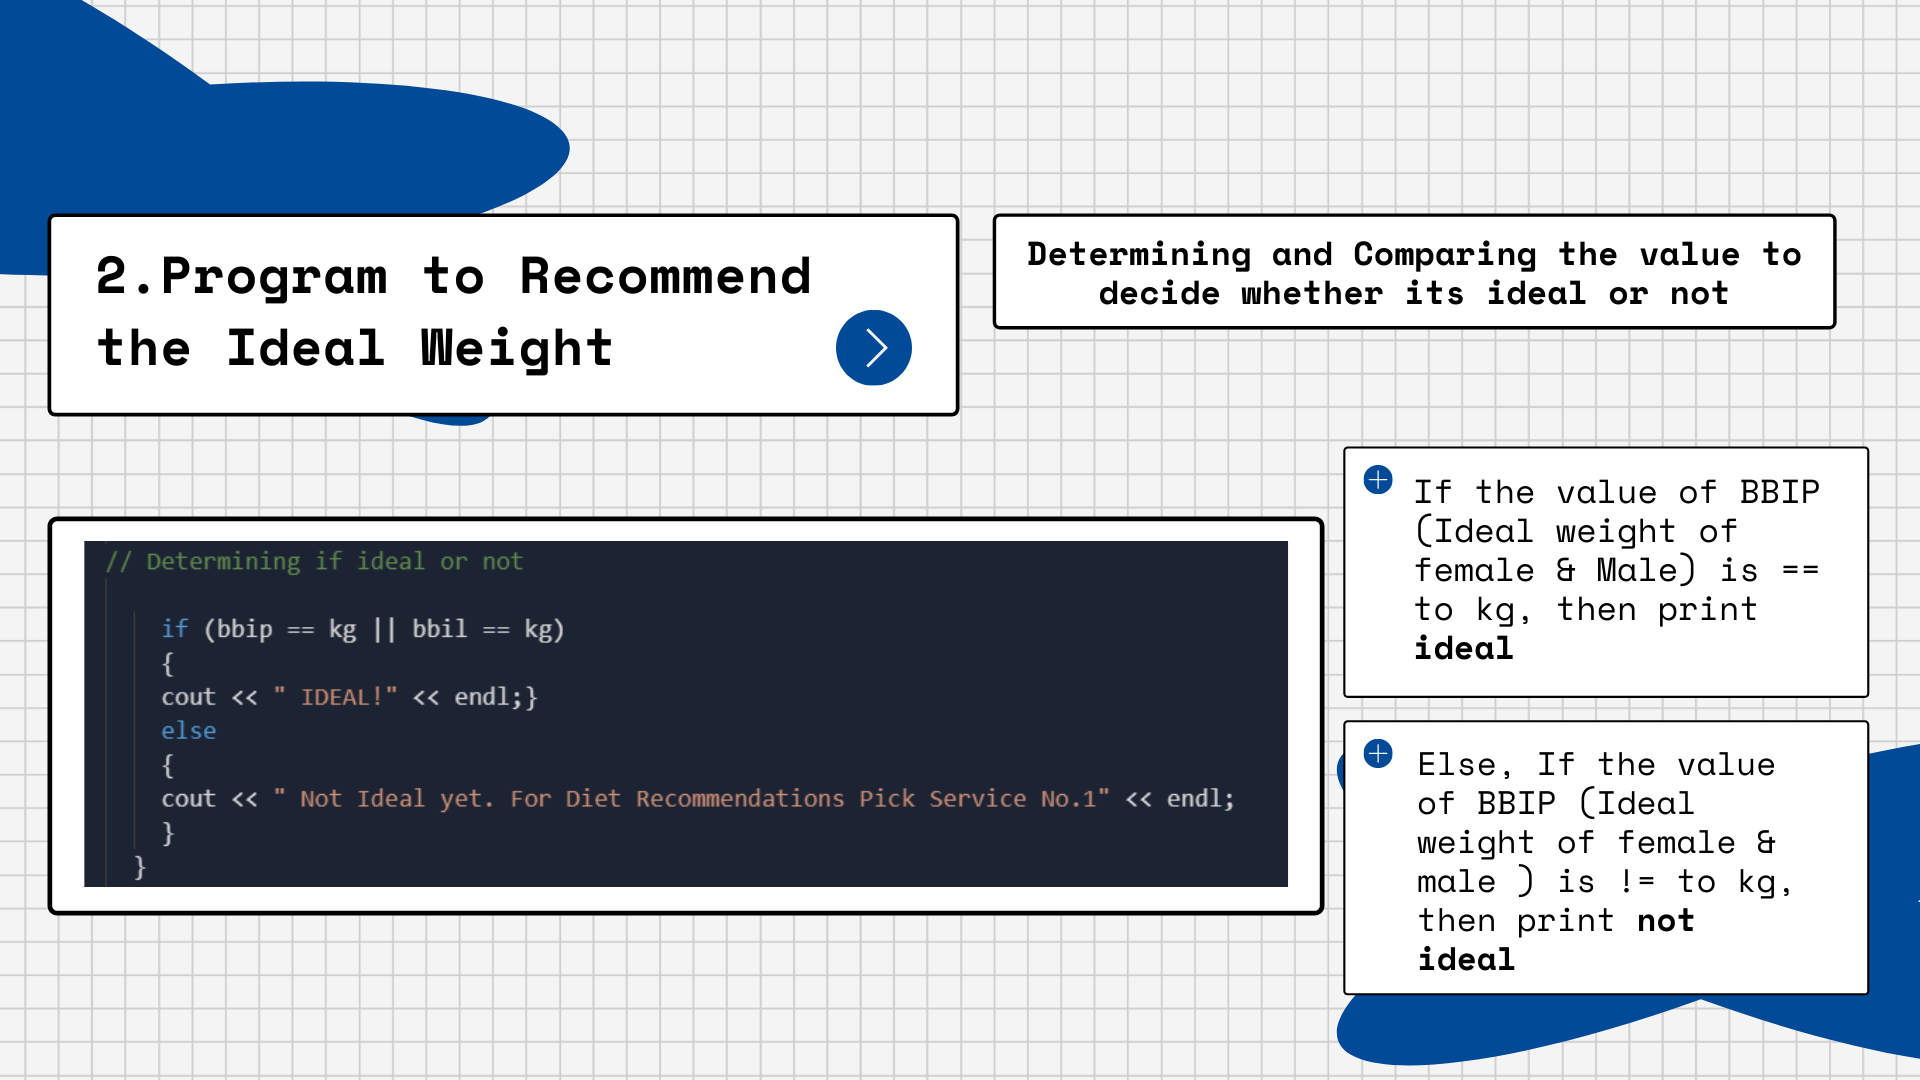 2.Program to Recommend
the Ideal Weight
Determining and Comparing the value to
decide whether its ideal or not
// Determining if ideal or not
if (bbip == kg || bbil == kg)
{
cout << " IDEAL!" << endl;}
else
{
cout << " Not Ideal yet. For Diet Recommendations Pick Service No.1" << endl;
}
}
If the value of BBIP
(Ideal weight of
female & Male) is ==
to kg, then print
ideal
Else, If the value
of BBIP (Ideal
weight of female &
male ) is != to kg,
then print not
ideal